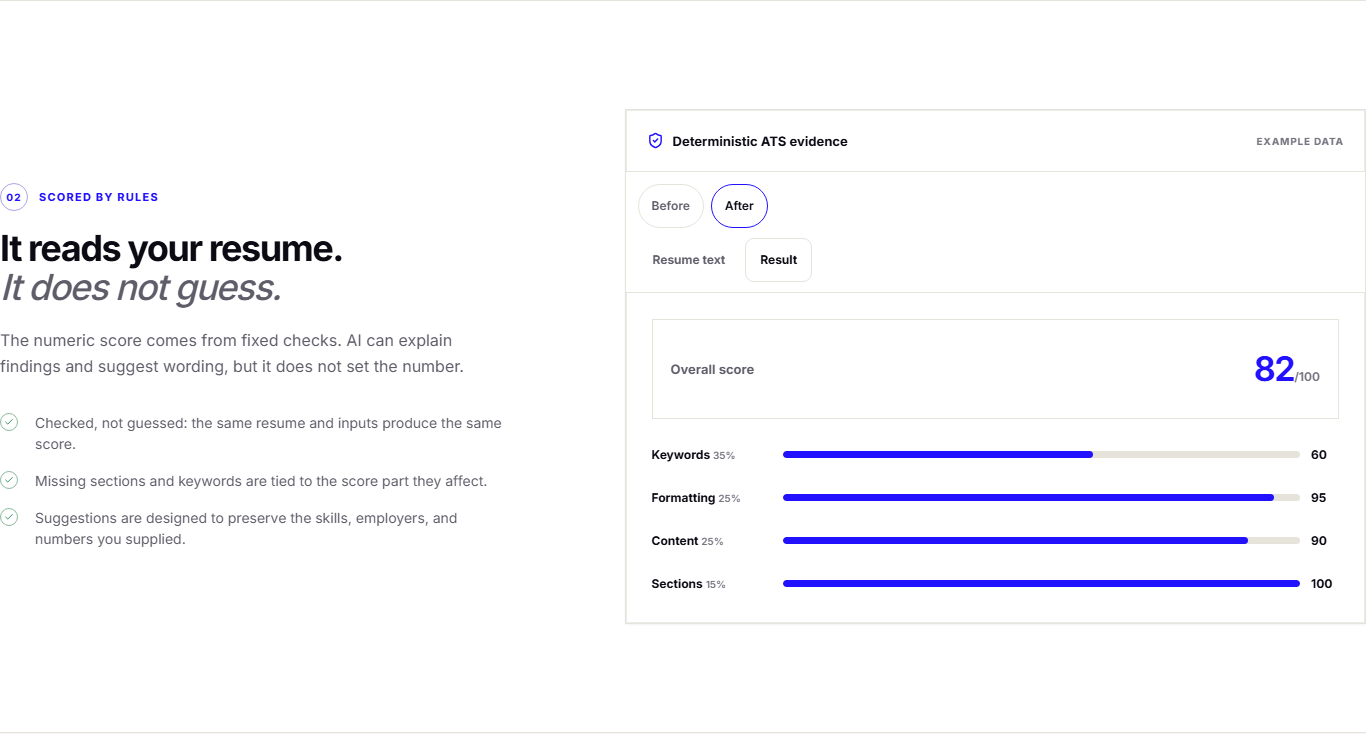 02 SCORED BY RULES
It reads your resume.
It does not guess.
The numeric score comes from fixed checks. AI can explain
findings and suggest wording, but it does not set the number.
Checked, not guessed: the same resume and inputs produce the same
score.
Missing sections and keywords are tied to the score part they affect.
Suggestions are designed to preserve the skills, employers, and
numbers you supplied.
Deterministic ATS evidence EXAMPLE DATA
Before After
Resume text Result
Overall score 82/100
Keywords 35% 60
Formatting 25% 95
Content 25% 90
Sections 15% 100